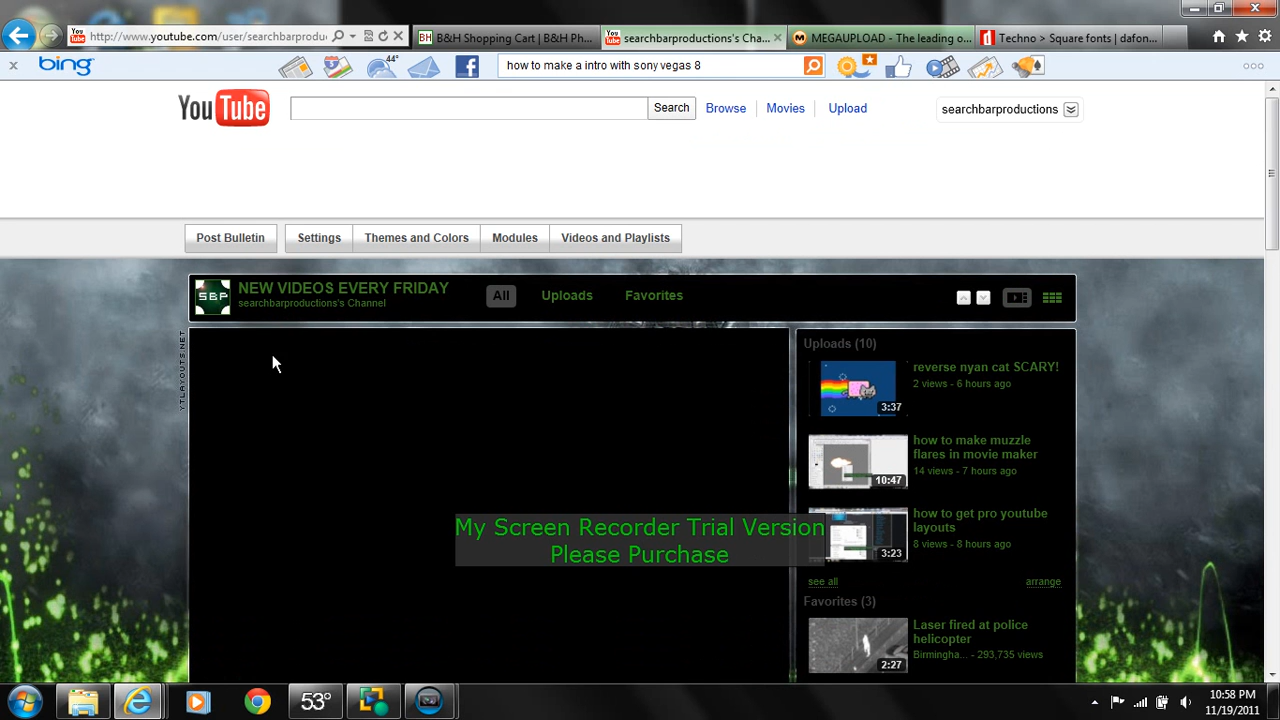 http://www.youtube.com/user/searchbarprodu
B&H Shopping Cart | B&H Ph...
searchbarproductions's Cha...
MEGAUPLOAD - The leading o...
Techno > Square fonts | dafon...
bing
44°
how to make a intro with sony vegas 8
YouTube
Search
Browse
Movies
Upload
searchbarproductions
Post Bulletin
Settings
Themes and Colors
Modules
Videos and Playlists
SBP
NEW VIDEOS EVERY FRIDAY
searchbarproductions's Channel
All
Uploads
Favorites
YTLAYOUTS.NET
Uploads (10)
reverse nyan cat SCARY!
2 views - 6 hours ago
3:37
how to make muzzle
flares in movie maker
14 views - 7 hours ago
10:47
how to get pro youtube
layouts
8 views - 8 hours ago
3:23
My Screen Recorder Trial Version
Please Purchase
see all
arrange
Favorites (3)
Laser fired at police
helicopter
Birmingha... - 293,735 views
2:27
53°
10:58 PM
11/19/2011